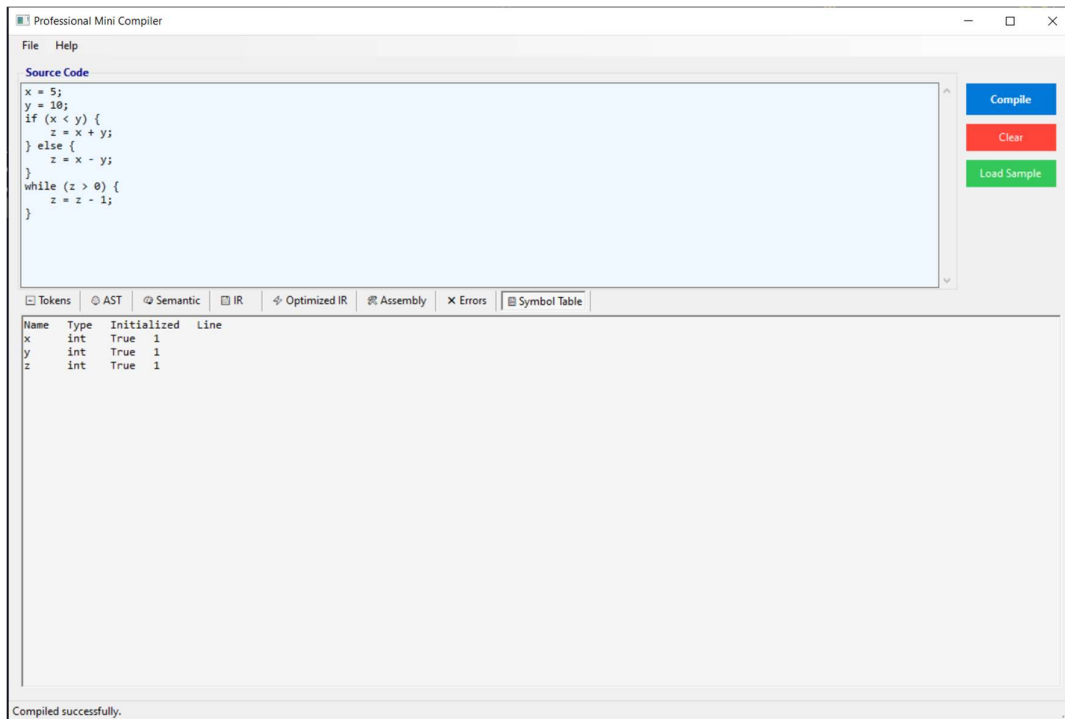 Professional Mini Compiler
File Help
Source Code
x = 5;
y = 10;
if (x < y) {
    z = x + y;
} else {
    z = x - y;
}
while (z > 0) {
    z = z - 1;
}
Compile
Clear
Load Sample
Tokens AST Semantic IR Optimized IR Assembly Errors Symbol Table
Name Type Initialized Line
x int True 1
y int True 1
z int True 1
Compiled successfully.